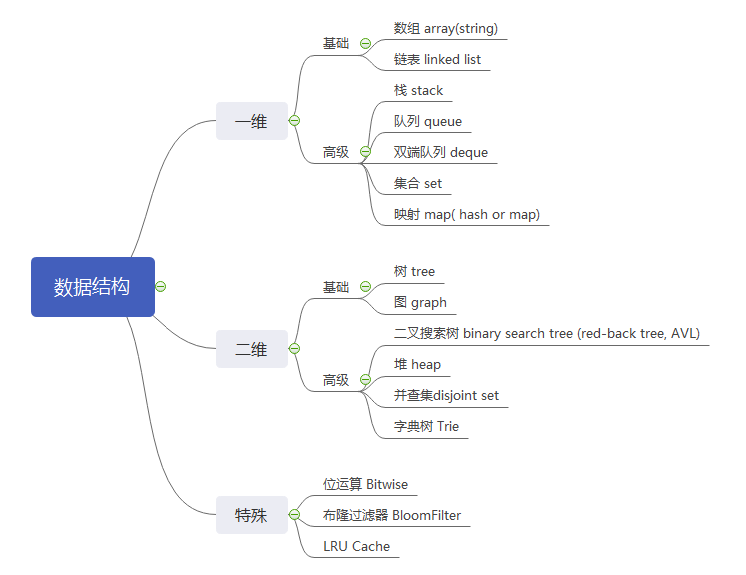 数据结构
一维
基础
数组 array(string)
链表 linked list
高级
栈 stack
队列 queue
双端队列 deque
集合 set
映射 map( hash or map)
二维
基础
树 tree
图 graph
高级
二叉搜索树 binary search tree (red-back tree, AVL)
堆 heap
并查集disjoint set
字典树 Trie
特殊
位运算 Bitwise
布隆过滤器 BloomFilter
LRU Cache